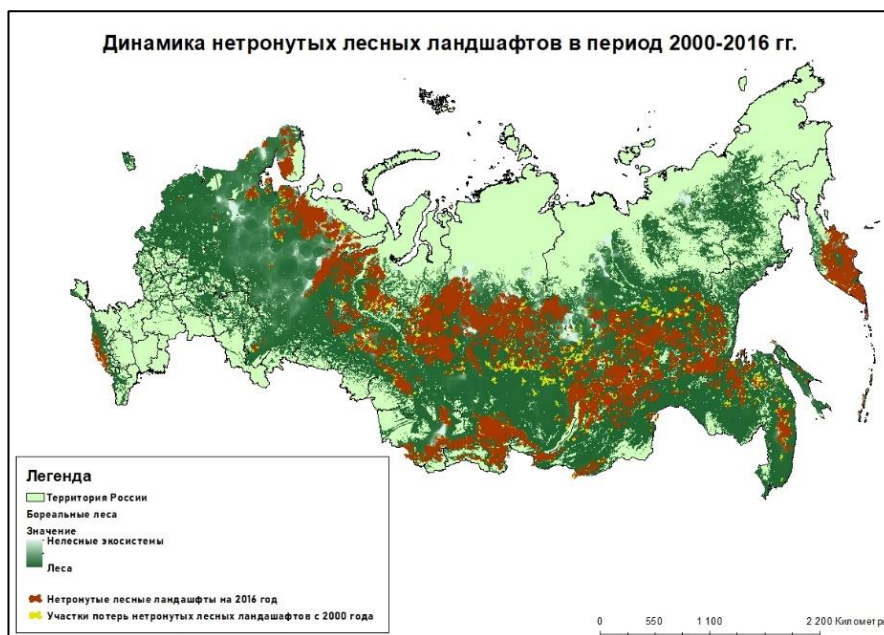 Динамика нетронутых лесных ландшафтов в период 2000-2016 гг.
Легенда
Территория России
Бореальные леса
Значение
Нелесные экосистемы
Леса
Нетронутые лесные ландшфты на 2016 год
Участки потерь нетронутых лесных ландшафтов с 2000 года
0 550 1 100 2 200 Километры